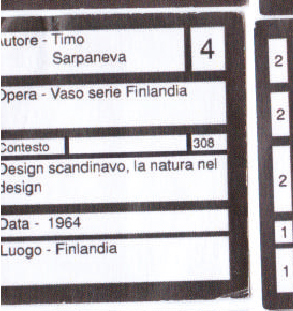 utore - Timo
Sarpaneva
4
Opera - Vaso serie Finlandia
Contesto
308
Design scandinavo, la natura nel
design
Data - 1964
Luogo - Finlandia
2
2
2
1
1